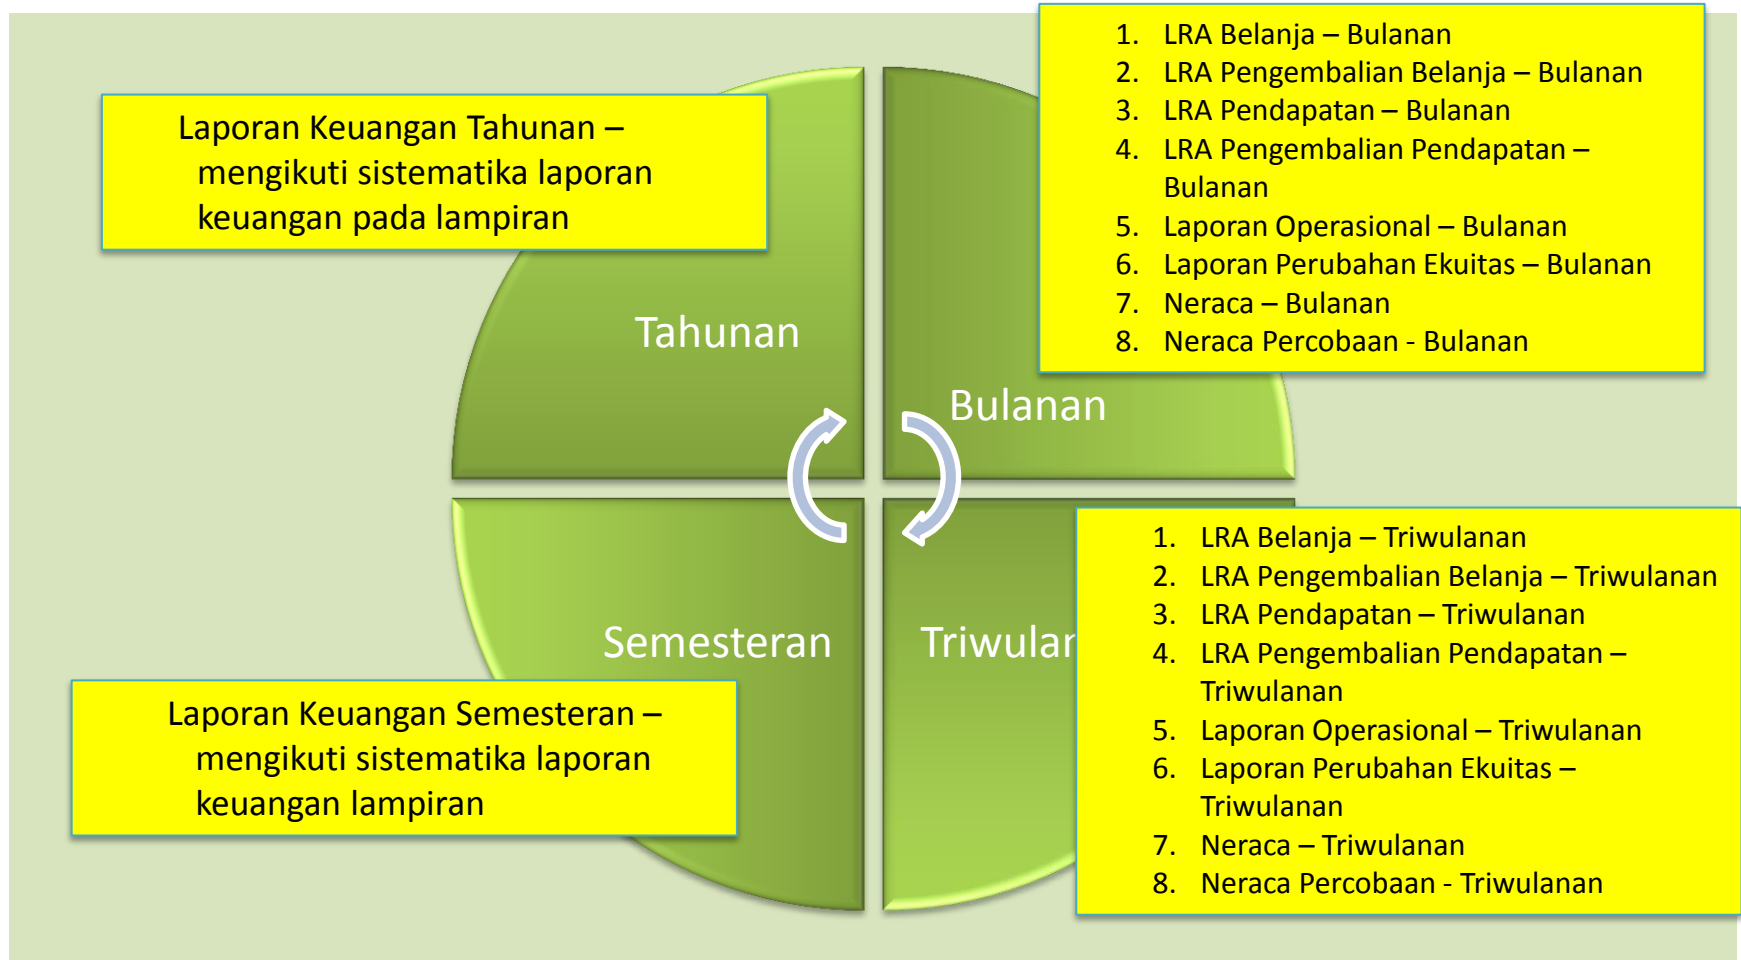 Laporan Keuangan Tahunan –
mengikuti sistematika laporan
keuangan pada lampiran
1. LRA Belanja – Bulanan
2. LRA Pengembalian Belanja – Bulanan
3. LRA Pendapatan – Bulanan
4. LRA Pengembalian Pendapatan –
Bulanan
5. Laporan Operasional – Bulanan
6. Laporan Perubahan Ekuitas – Bulanan
7. Neraca – Bulanan
8. Neraca Percobaan - Bulanan
Tahunan
Bulanan
Semesteran
Triwulan
Laporan Keuangan Semesteran –
mengikuti sistematika laporan
keuangan lampiran
1. LRA Belanja – Triwulanan
2. LRA Pengembalian Belanja – Triwulanan
3. LRA Pendapatan – Triwulanan
4. LRA Pengembalian Pendapatan –
Triwulanan
5. Laporan Operasional – Triwulanan
6. Laporan Perubahan Ekuitas –
Triwulanan
7. Neraca – Triwulanan
8. Neraca Percobaan - Triwulanan